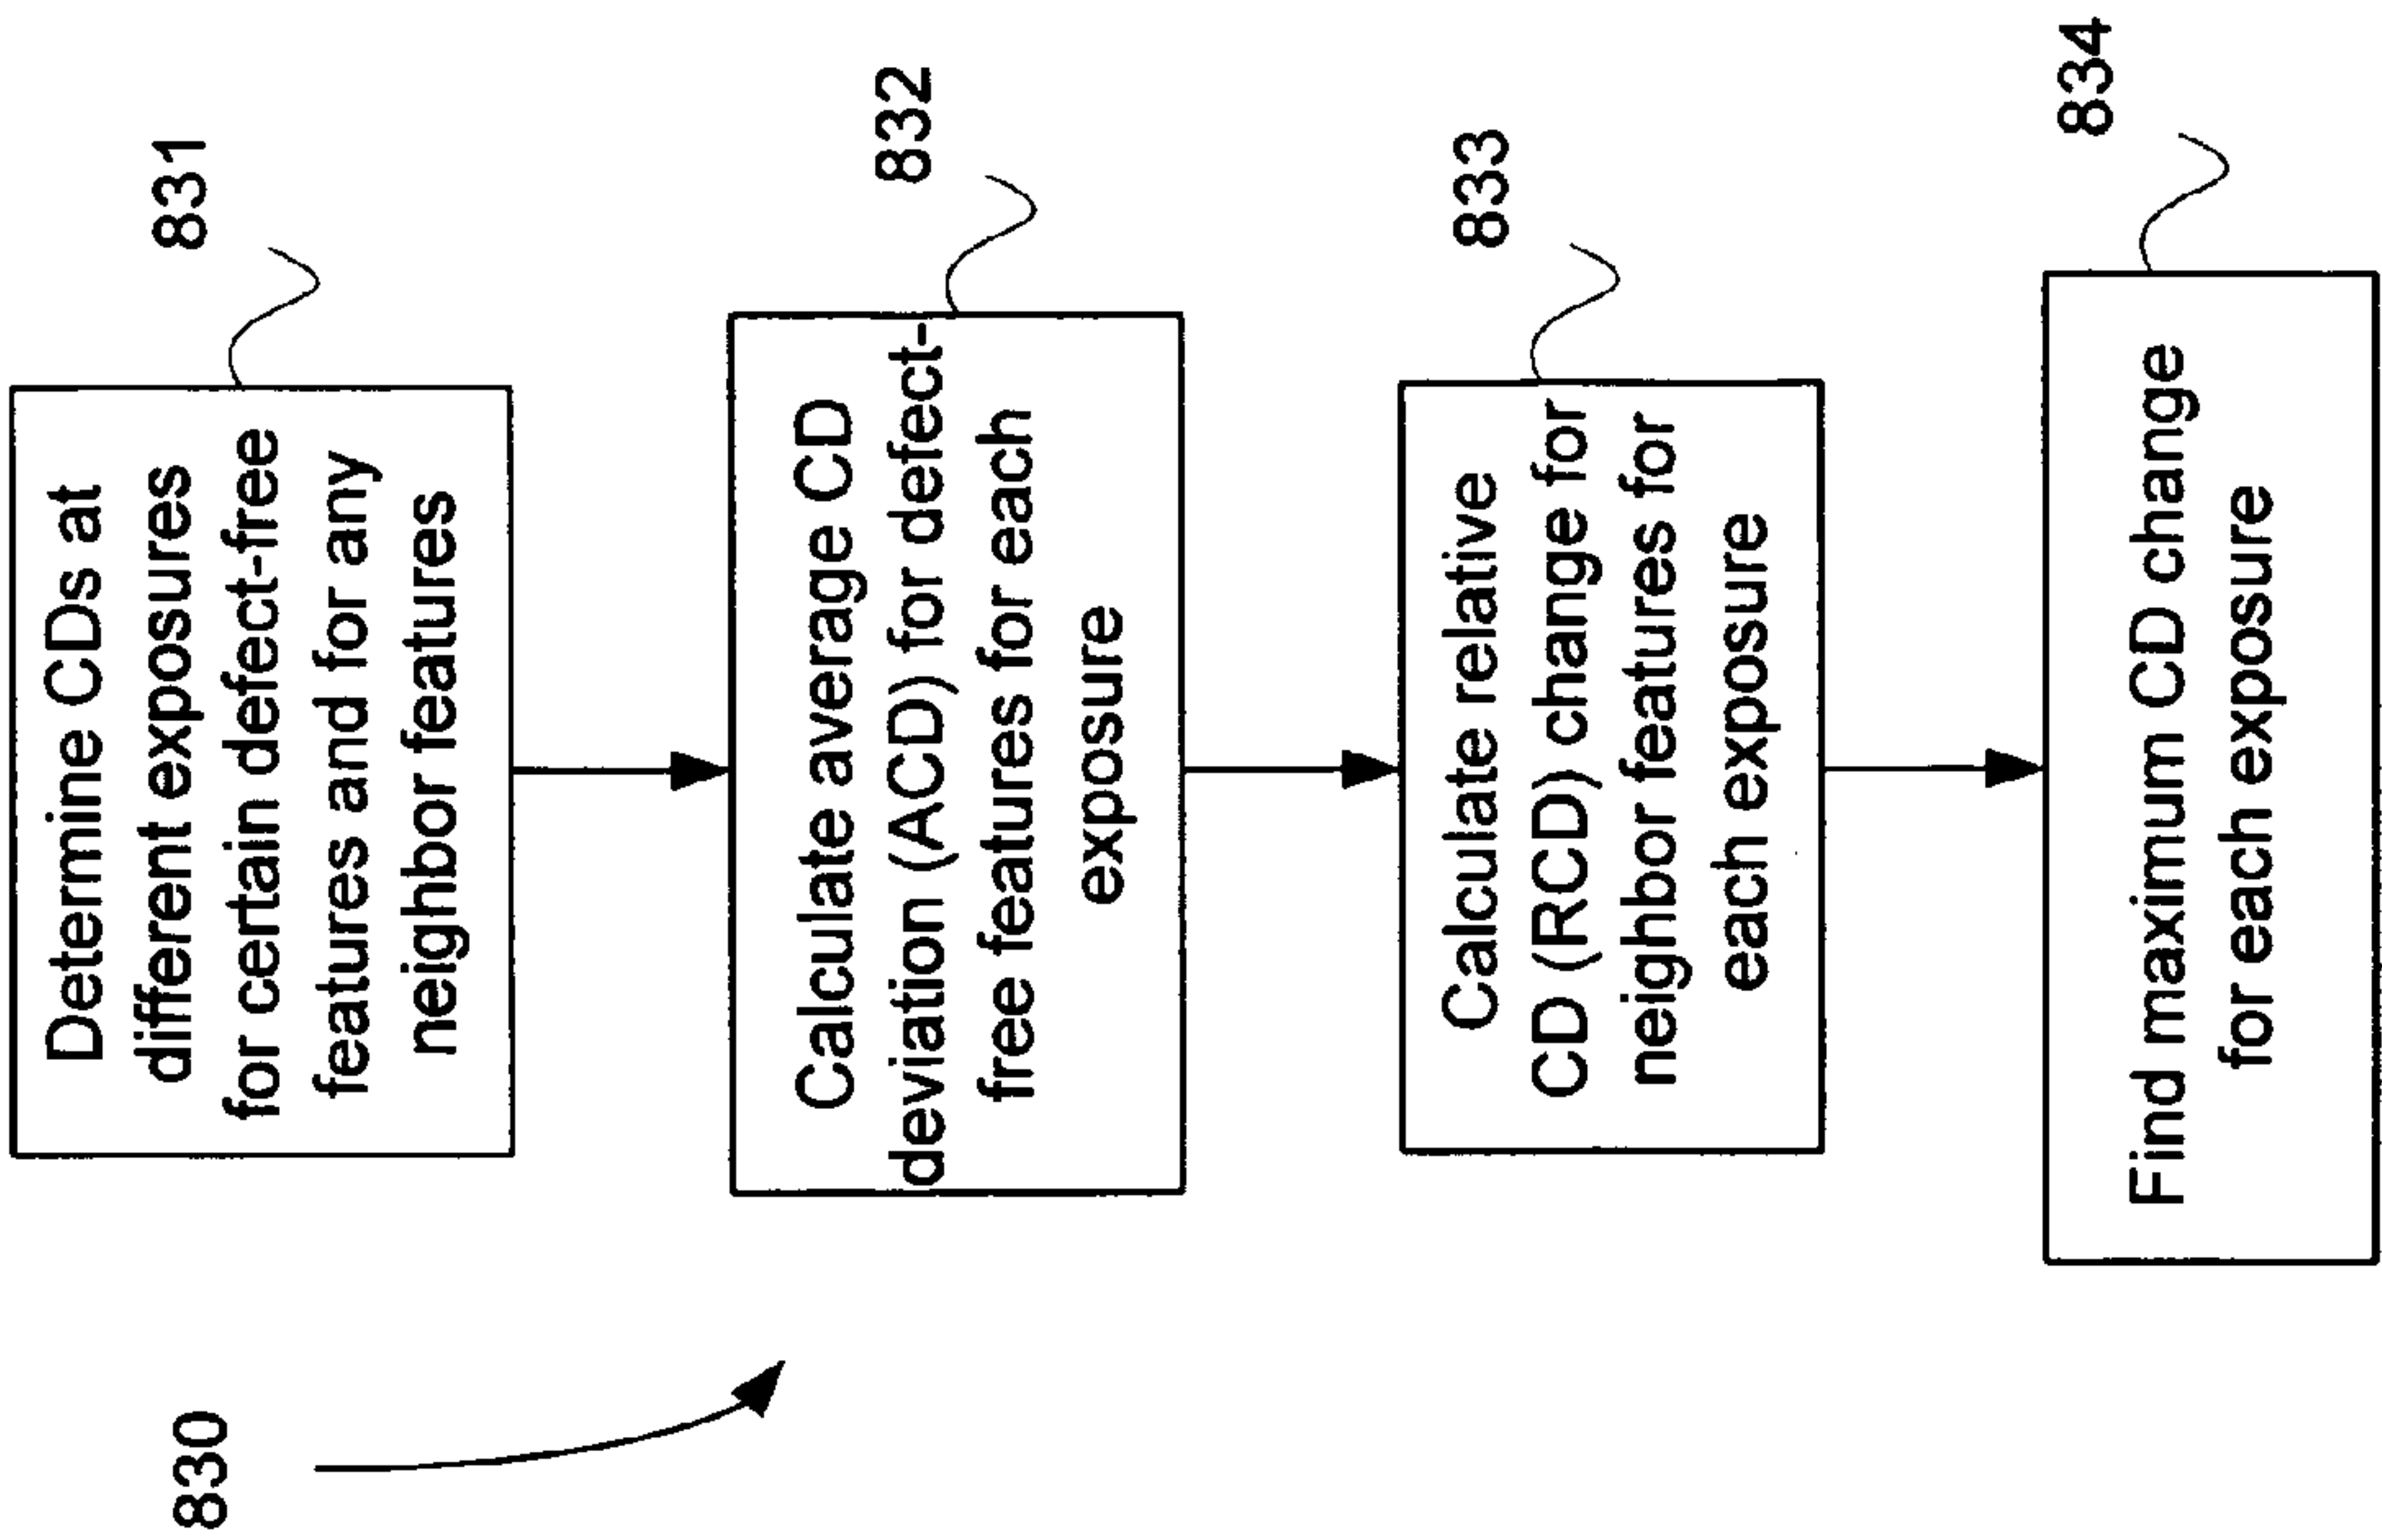 830
Determine CDs at
different exposures
for certain defect-free
features and for any
neighbor features
831
Calculate average CD
deviation (ACD) for defect-
free features for each
exposure
832
Calculate relative
CD (RCD) change for
neighbor features for
each exposure
833
Find maximum CD change
for each exposure
834